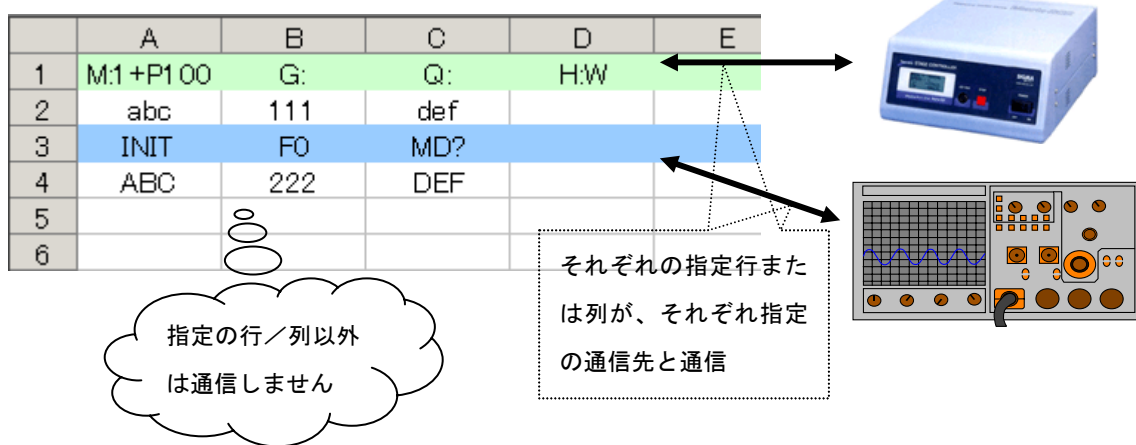 A B C D E
1 M:1+P100 G: Q: H:W
2 abc 111 def
3 INIT F0 MD?
4 ABC 222 DEF
5
6
それぞれの指定行また
は列が、それぞれ指定
の通信先と通信
指定の行／列以外
は通信しません